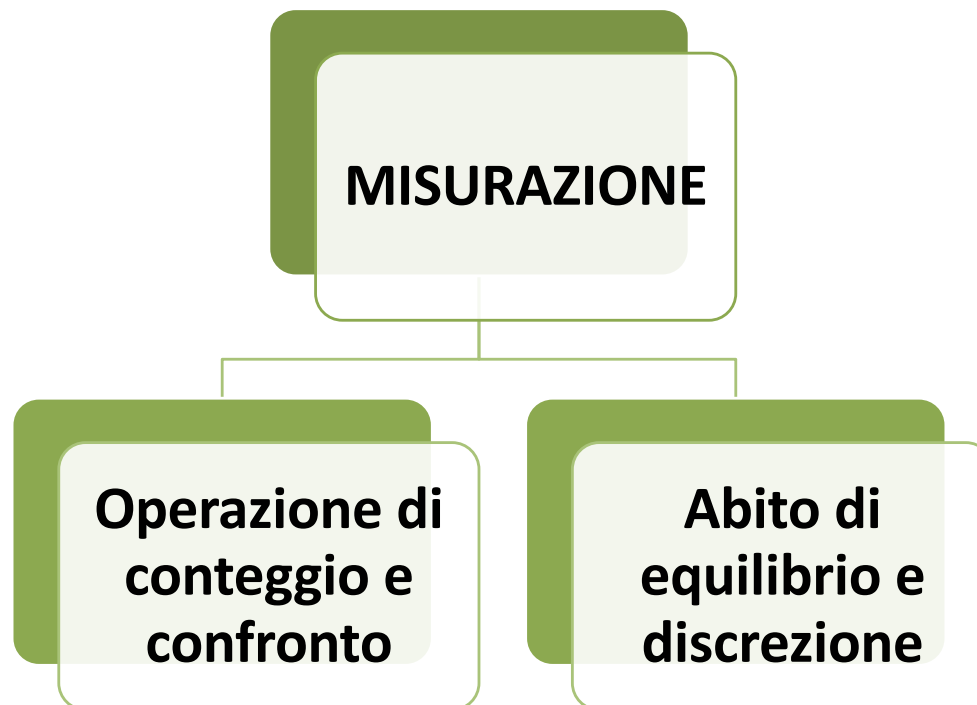 MISURAZIONE
Operazione di
conteggio e
confronto
Abito di
equilibrio e
discrezione